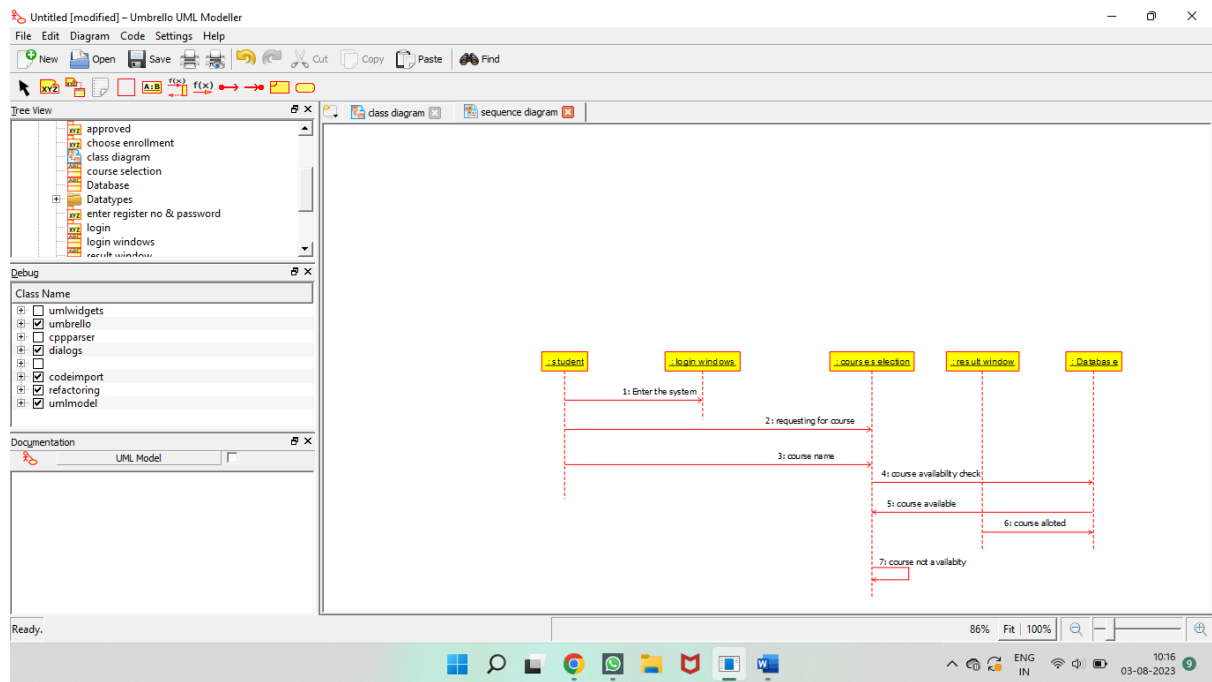 Untitled [modified] – Umbrello UML Modeller
File Edit Diagram Code Settings Help
New Open Save Cut Copy Paste Find
XYZ A:B f(x) f(x)
Tree View
class diagram sequence diagram
approved
choose enrollment
class diagram
course selection
Database
Datatypes
enter register no & password
login
login windows
result window
Debug
Class Name
umlwidgets
umbrello
cppparser
dialogs
codeimport
refactoring
umlmodel
Documentation
UML Model
: student : login windows : course selection : result window : Database
1: Enter the system
2: requesting for course
3: course name
4: course availability check
5: course available
6: course alloted
7: course not availabity
Ready.
86% Fit 100%
ENG
IN
10:16
03-08-2023
9